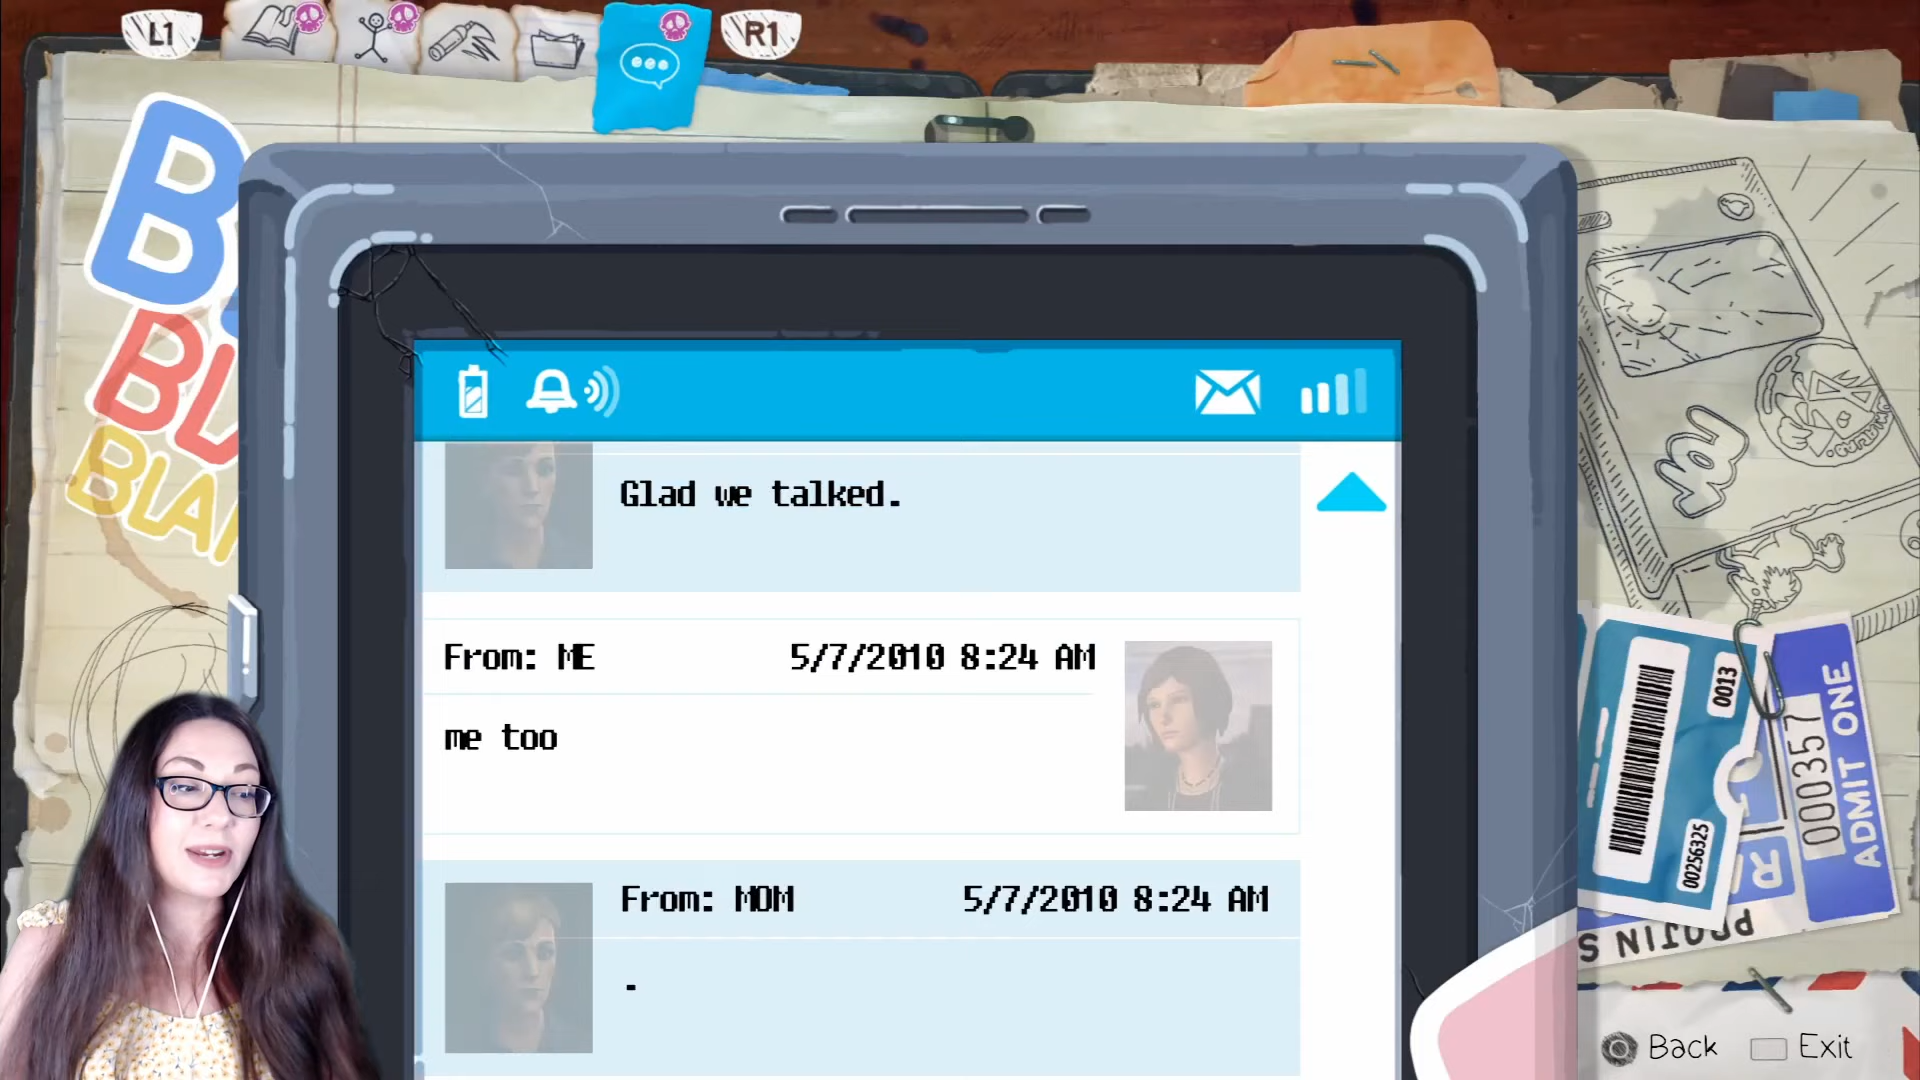 L1
R1
BLA
Glad we talked.
From: ME 5/7/2010 8:24 AM
me too
From: MOM 5/7/2010 8:24 AM
-
0013
00256325
000357
ADMIT ONE
Back
Exit